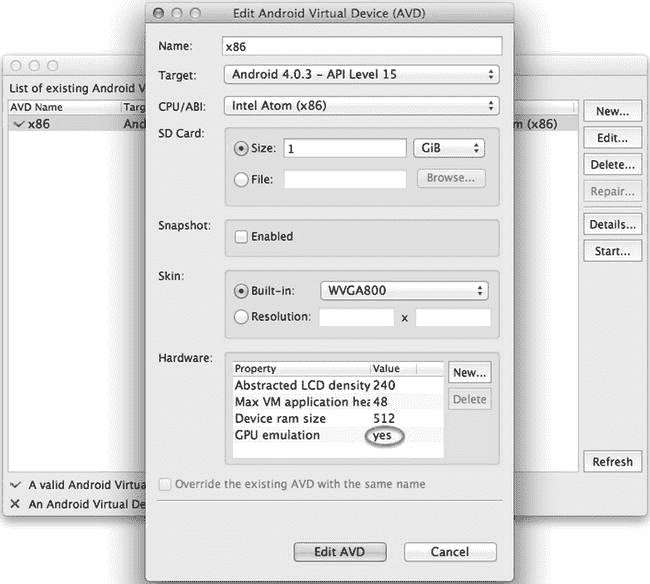 Edit Android Virtual Device (AVD)
Name: x86
Target: Android 4.0.3 - API Level 15
CPU/ABI: Intel Atom (x86)
SD Card:
Size: 1 GiB
File: Browse...
Snapshot:
Enabled
Skin:
Built-in: WVGA800
Resolution: x
Hardware:
Property Value
Abstracted LCD density 240
Max VM application hea 48
Device ram size 512
GPU emulation yes
New...
Delete
Override the existing AVD with the same name
Edit AVD Cancel
List of existing Android V
AVD Name Targ
x86 And m (x86)
New...
Edit...
Delete...
Repair...
Details...
Start...
Refresh
A valid Android Virtua
An Android Virtual De